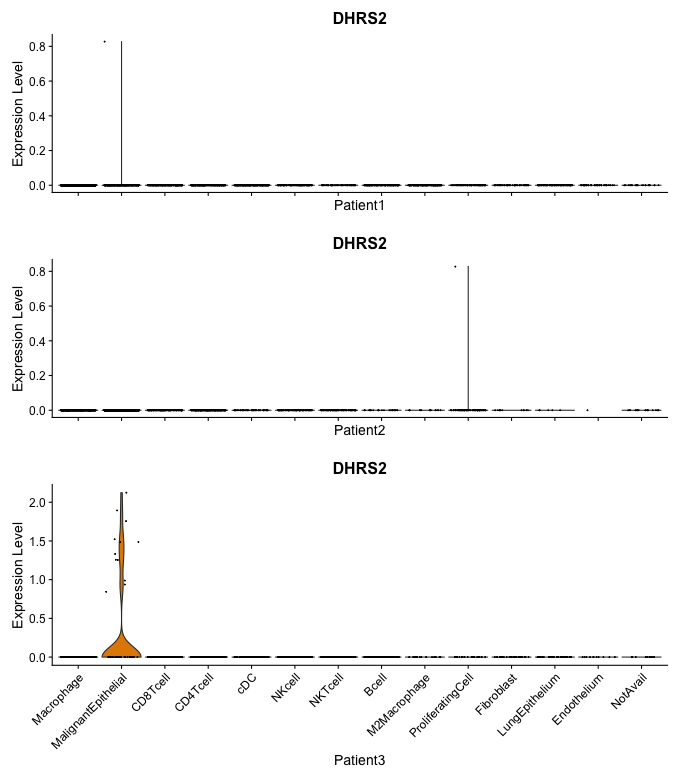 DHRS2
Expression Level
0.8
0.6
0.4
0.2
0.0
Patient1
DHRS2
Expression Level
0.8
0.6
0.4
0.2
0.0
Patient2
DHRS2
Expression Level
2.0
1.5
1.0
0.5
0.0
Macrophage
MalignantEpithelial
CD8Tcell
CD4Tcell
cDC
NKcell
NKTcell
Bcell
M2Macrophage
ProliferatingCell
Fibroblast
LungEpithelium
Endothelium
NotAvail
Patient3